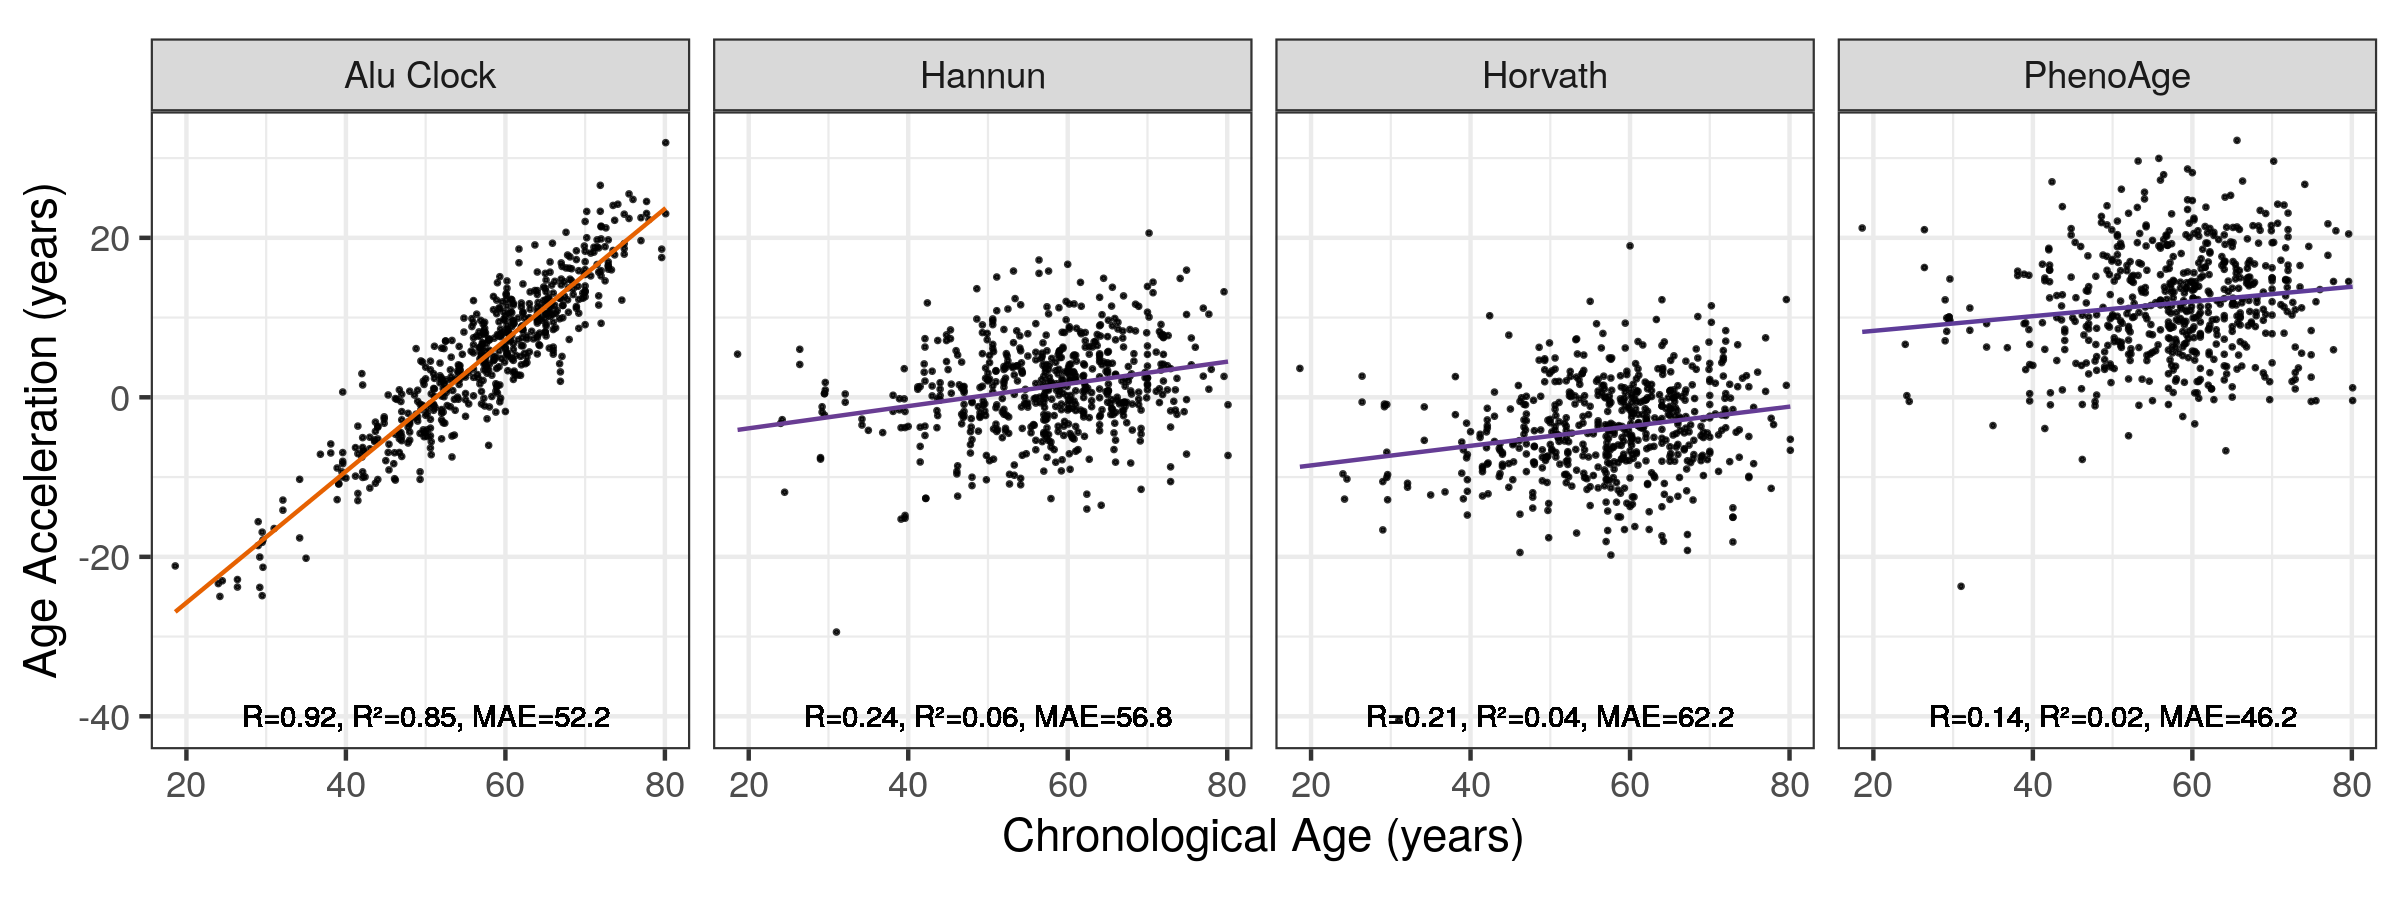 Alu Clock Hannun Horvath PhenoAge
Age Acceleration (years)
20
0
-20
-40
R=0.92, R²=0.85, MAE=52.2 R=0.24, R²=0.06, MAE=56.8 R=0.21, R²=0.04, MAE=62.2 R=0.14, R²=0.02, MAE=46.2
20 40 60 80 20 40 60 80 20 40 60 80 20 40 60 80
Chronological Age (years)